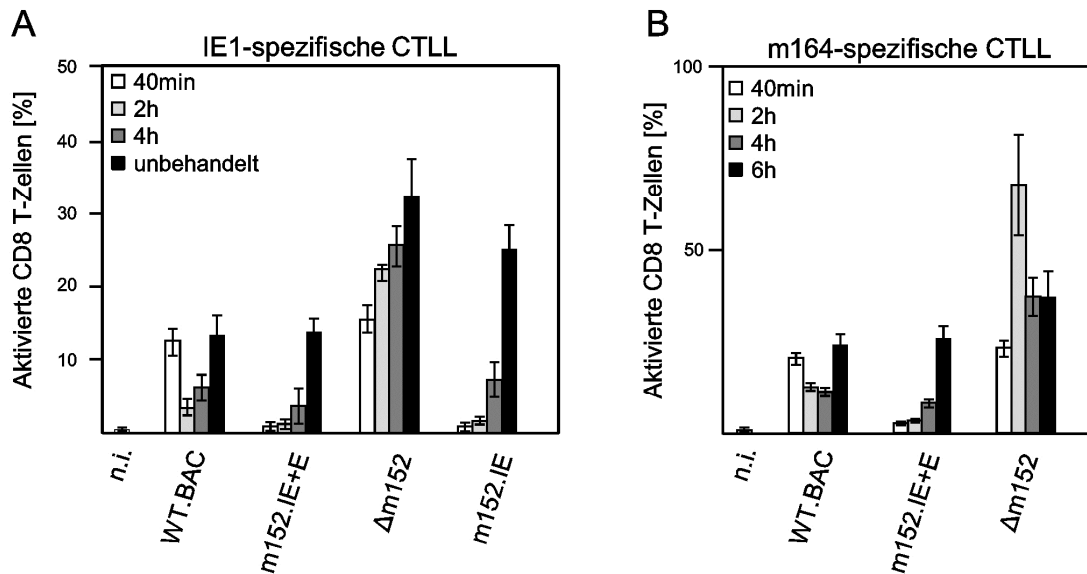 A
IE1-spezifische CTLL
Aktivierte CD8 T-Zellen [%]
50
40
30
20
10
40min
2h
4h
unbehandelt
n.i.
WT.BAC
m152.IE+E
Δm152
m152.IE
B
m164-spezifische CTLL
Aktivierte CD8 T-Zellen [%]
100
50
40min
2h
4h
6h
n.i.
WT.BAC
m152.IE+E
Δm152